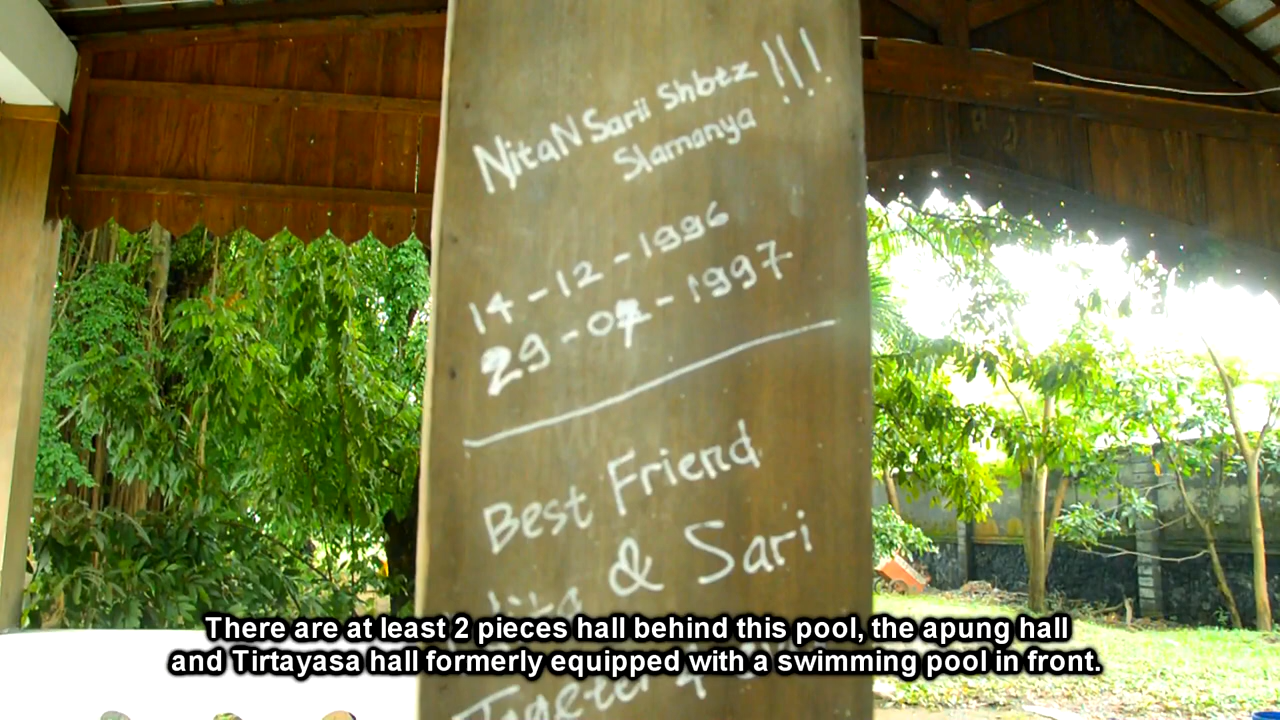 NitaN Sarii Shbtz !!!
Slamanya
14-12-1996
29-07-1997
Best Friend
& Sari
There are at least 2 pieces hall behind this pool, the apung hall
and Tirtayasa hall formerly equipped with a swimming pool in front.